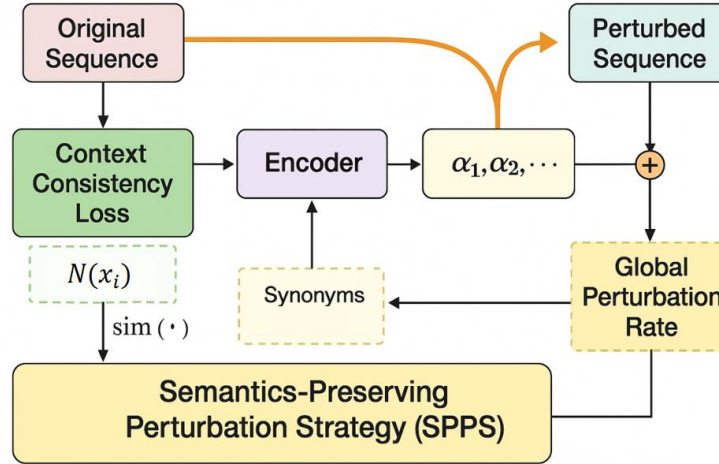 Original
Sequence
Perturbed
Sequence
Context
Consistency
Loss
Encoder
α₁,α₂,⋯
+
N(xᵢ)
Synonyms
Global
Perturbation
Rate
sim (·)
Semantics-Preserving
Perturbation Strategy (SPPS)